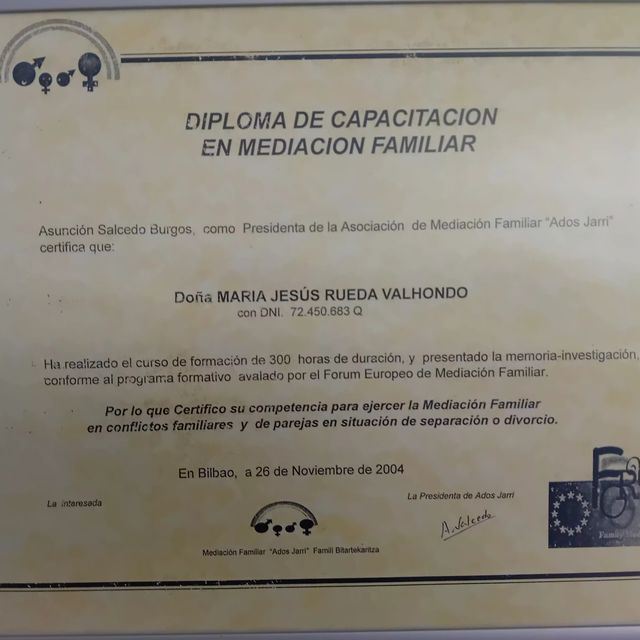 DIPLOMA DE CAPACITACION
EN MEDIACION FAMILIAR
Asunción Salcedo Burgos, como Presidenta de la Asociación de Mediación Familiar "Ados Jarri"
certifica que:
Doña MARIA JESÚS RUEDA VALHONDO
con DNI. 72.450.683 Q
Ha realizado el curso de formación de 300 horas de duración, y presentado la memoria-investigación,
conforme al programa formativo avalado por el Forum Europeo de Mediación Familiar.
Por lo que Certifico su competencia para ejercer la Mediación Familiar
en conflictos familiares y de parejas en situación de separación o divorcio.
En Bilbao, a 26 de Noviembre de 2004
La interesada
La Presidenta de Ados Jarri
A. Salcedo
Mediación Familiar "Ados Jarri" Famili Bitartekaritza
Family